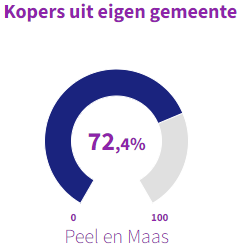 Kopers uit eigen gemeente
72,4%
0 100
Peel en Maas